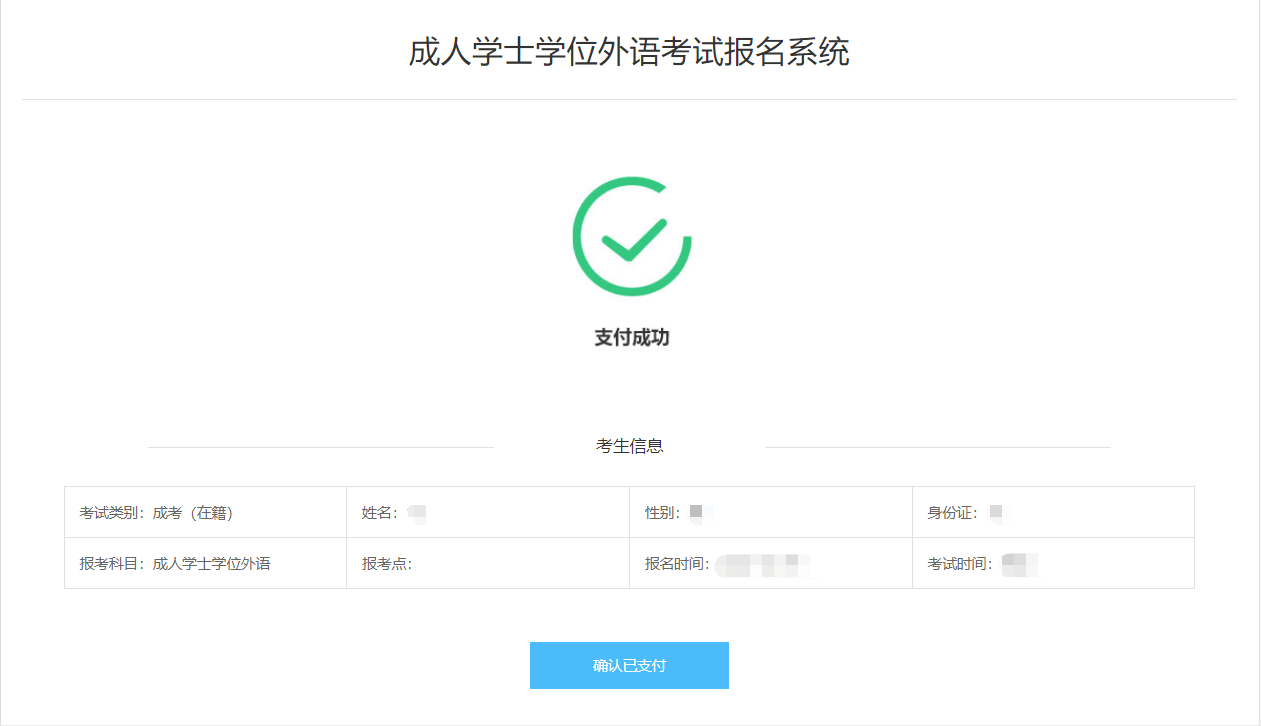 成人学士学位外语考试报名系统
支付成功
考生信息
考试类别：成考（在籍） 姓名： 性别： 身份证：
报考科目：成人学士学位外语 报考点： 报名时间： 考试时间：
确认已支付